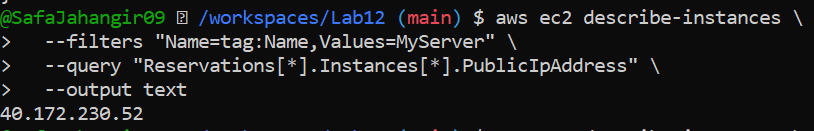 @SafaJahangir09 ➜ /workspaces/Lab12 (main) $ aws ec2 describe-instances \
>   --filters "Name=tag:Name,Values=MyServer" \
>   --query "Reservations[*].Instances[*].PublicIpAddress" \
>   --output text
40.172.230.52